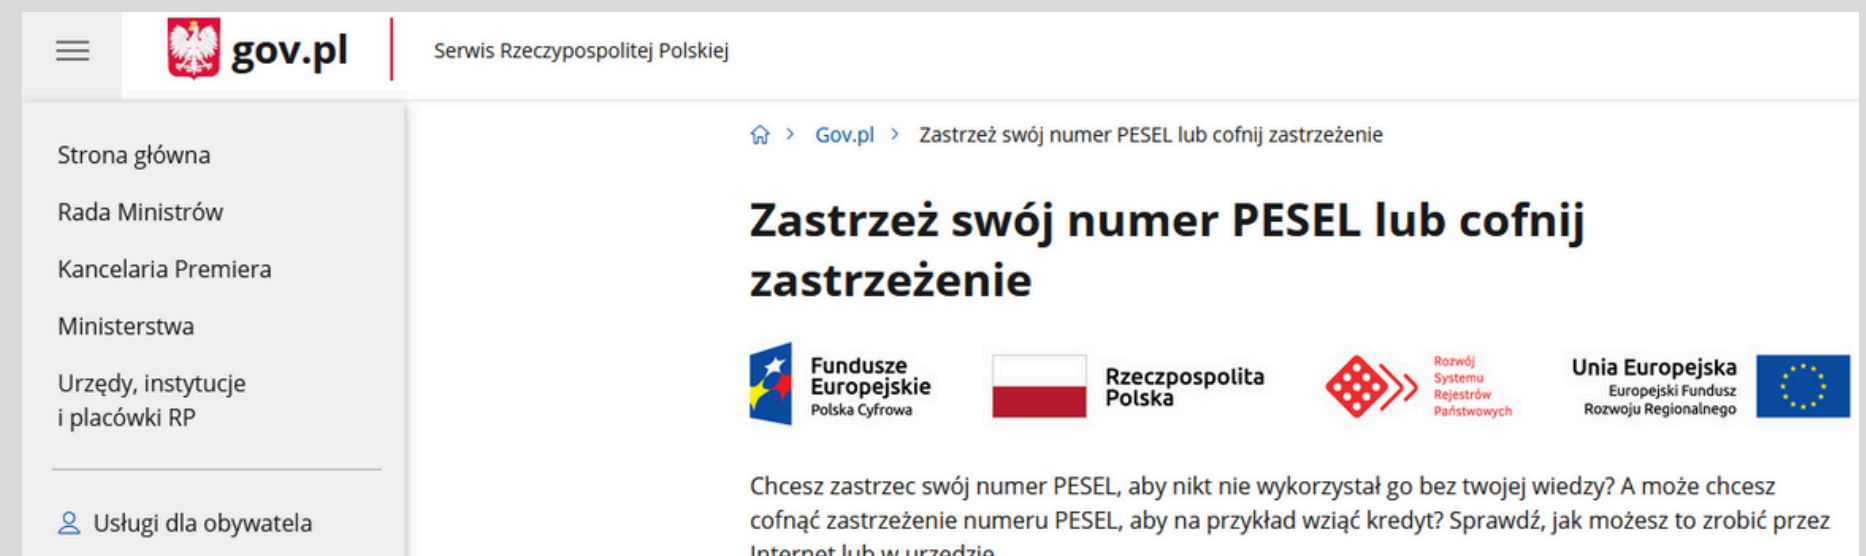 gov.pl
Serwis Rzeczypospolitej Polskiej
Strona główna
Rada Ministrów
Kancelaria Premiera
Ministerstwa
Urzędy, instytucje
i placówki RP
Usługi dla obywatela
Gov.pl > Zastrzeż swój numer PESEL lub cofnij zastrzeżenie
Zastrzeż swój numer PESEL lub cofnij
zastrzeżenie
Fundusze
Europejskie
Polska Cyfrowa
Rzeczpospolita
Polska
Rozwój
Systemu
Rejestrów
Państwowych
Unia Europejska
Europejski Fundusz
Rozwoju Regionalnego
Chcesz zastrzec swój numer PESEL, aby nikt nie wykorzystał go bez twojej wiedzy? A może chcesz
cofnąć zastrzeżenie numeru PESEL, aby na przykład wziąć kredyt? Sprawdź, jak możesz to zrobić przez
Internet lub w urzędzie